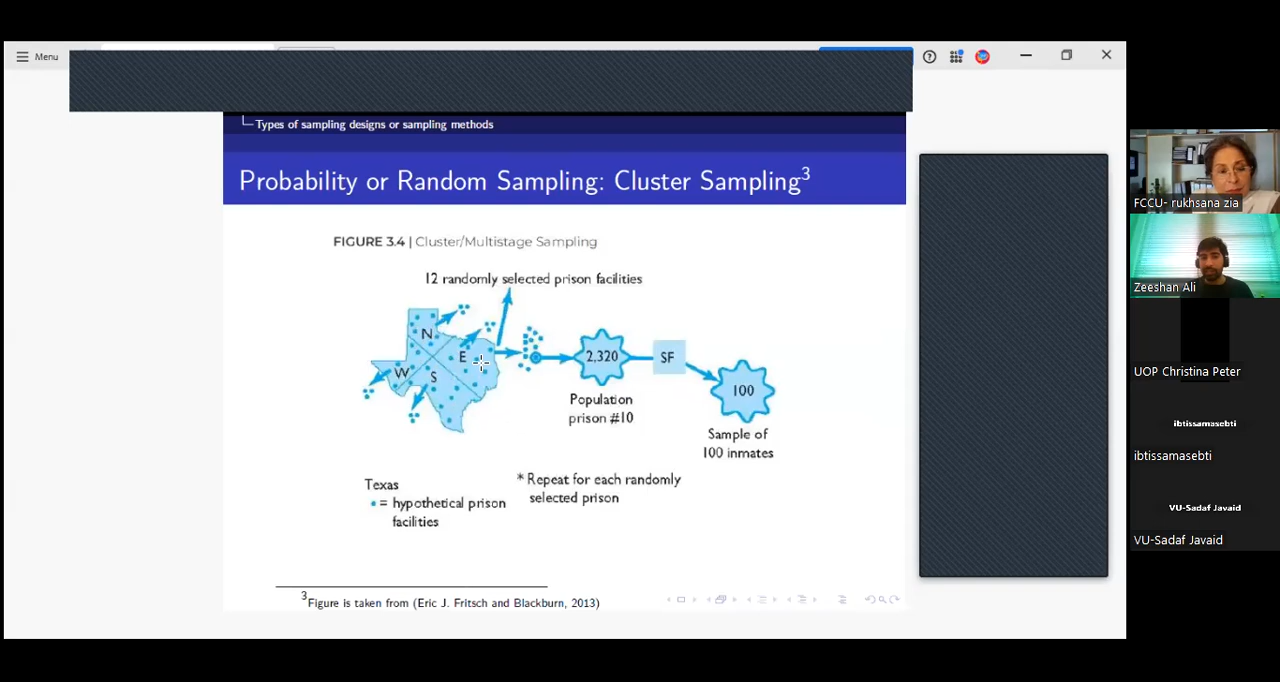 Menu
Types of sampling designs or sampling methods
Probability or Random Sampling: Cluster Sampling3
FIGURE 3.4 | Cluster/Multistage Sampling
12 randomly selected prison facilities
N
E
W
S
2,320
SF
100
Population
prison #10
Sample of
100 inmates
Texas
= hypothetical prison
facilities
* Repeat for each randomly
selected prison
3Figure is taken from (Eric J. Fritsch and Blackburn, 2013)
FCCU- rukhsana zia
Zeeshan Ali
UOP Christina Peter
ibtissamasebti
ibtissamasebti
VU-Sadaf Javaid
VU-Sadaf Javaid